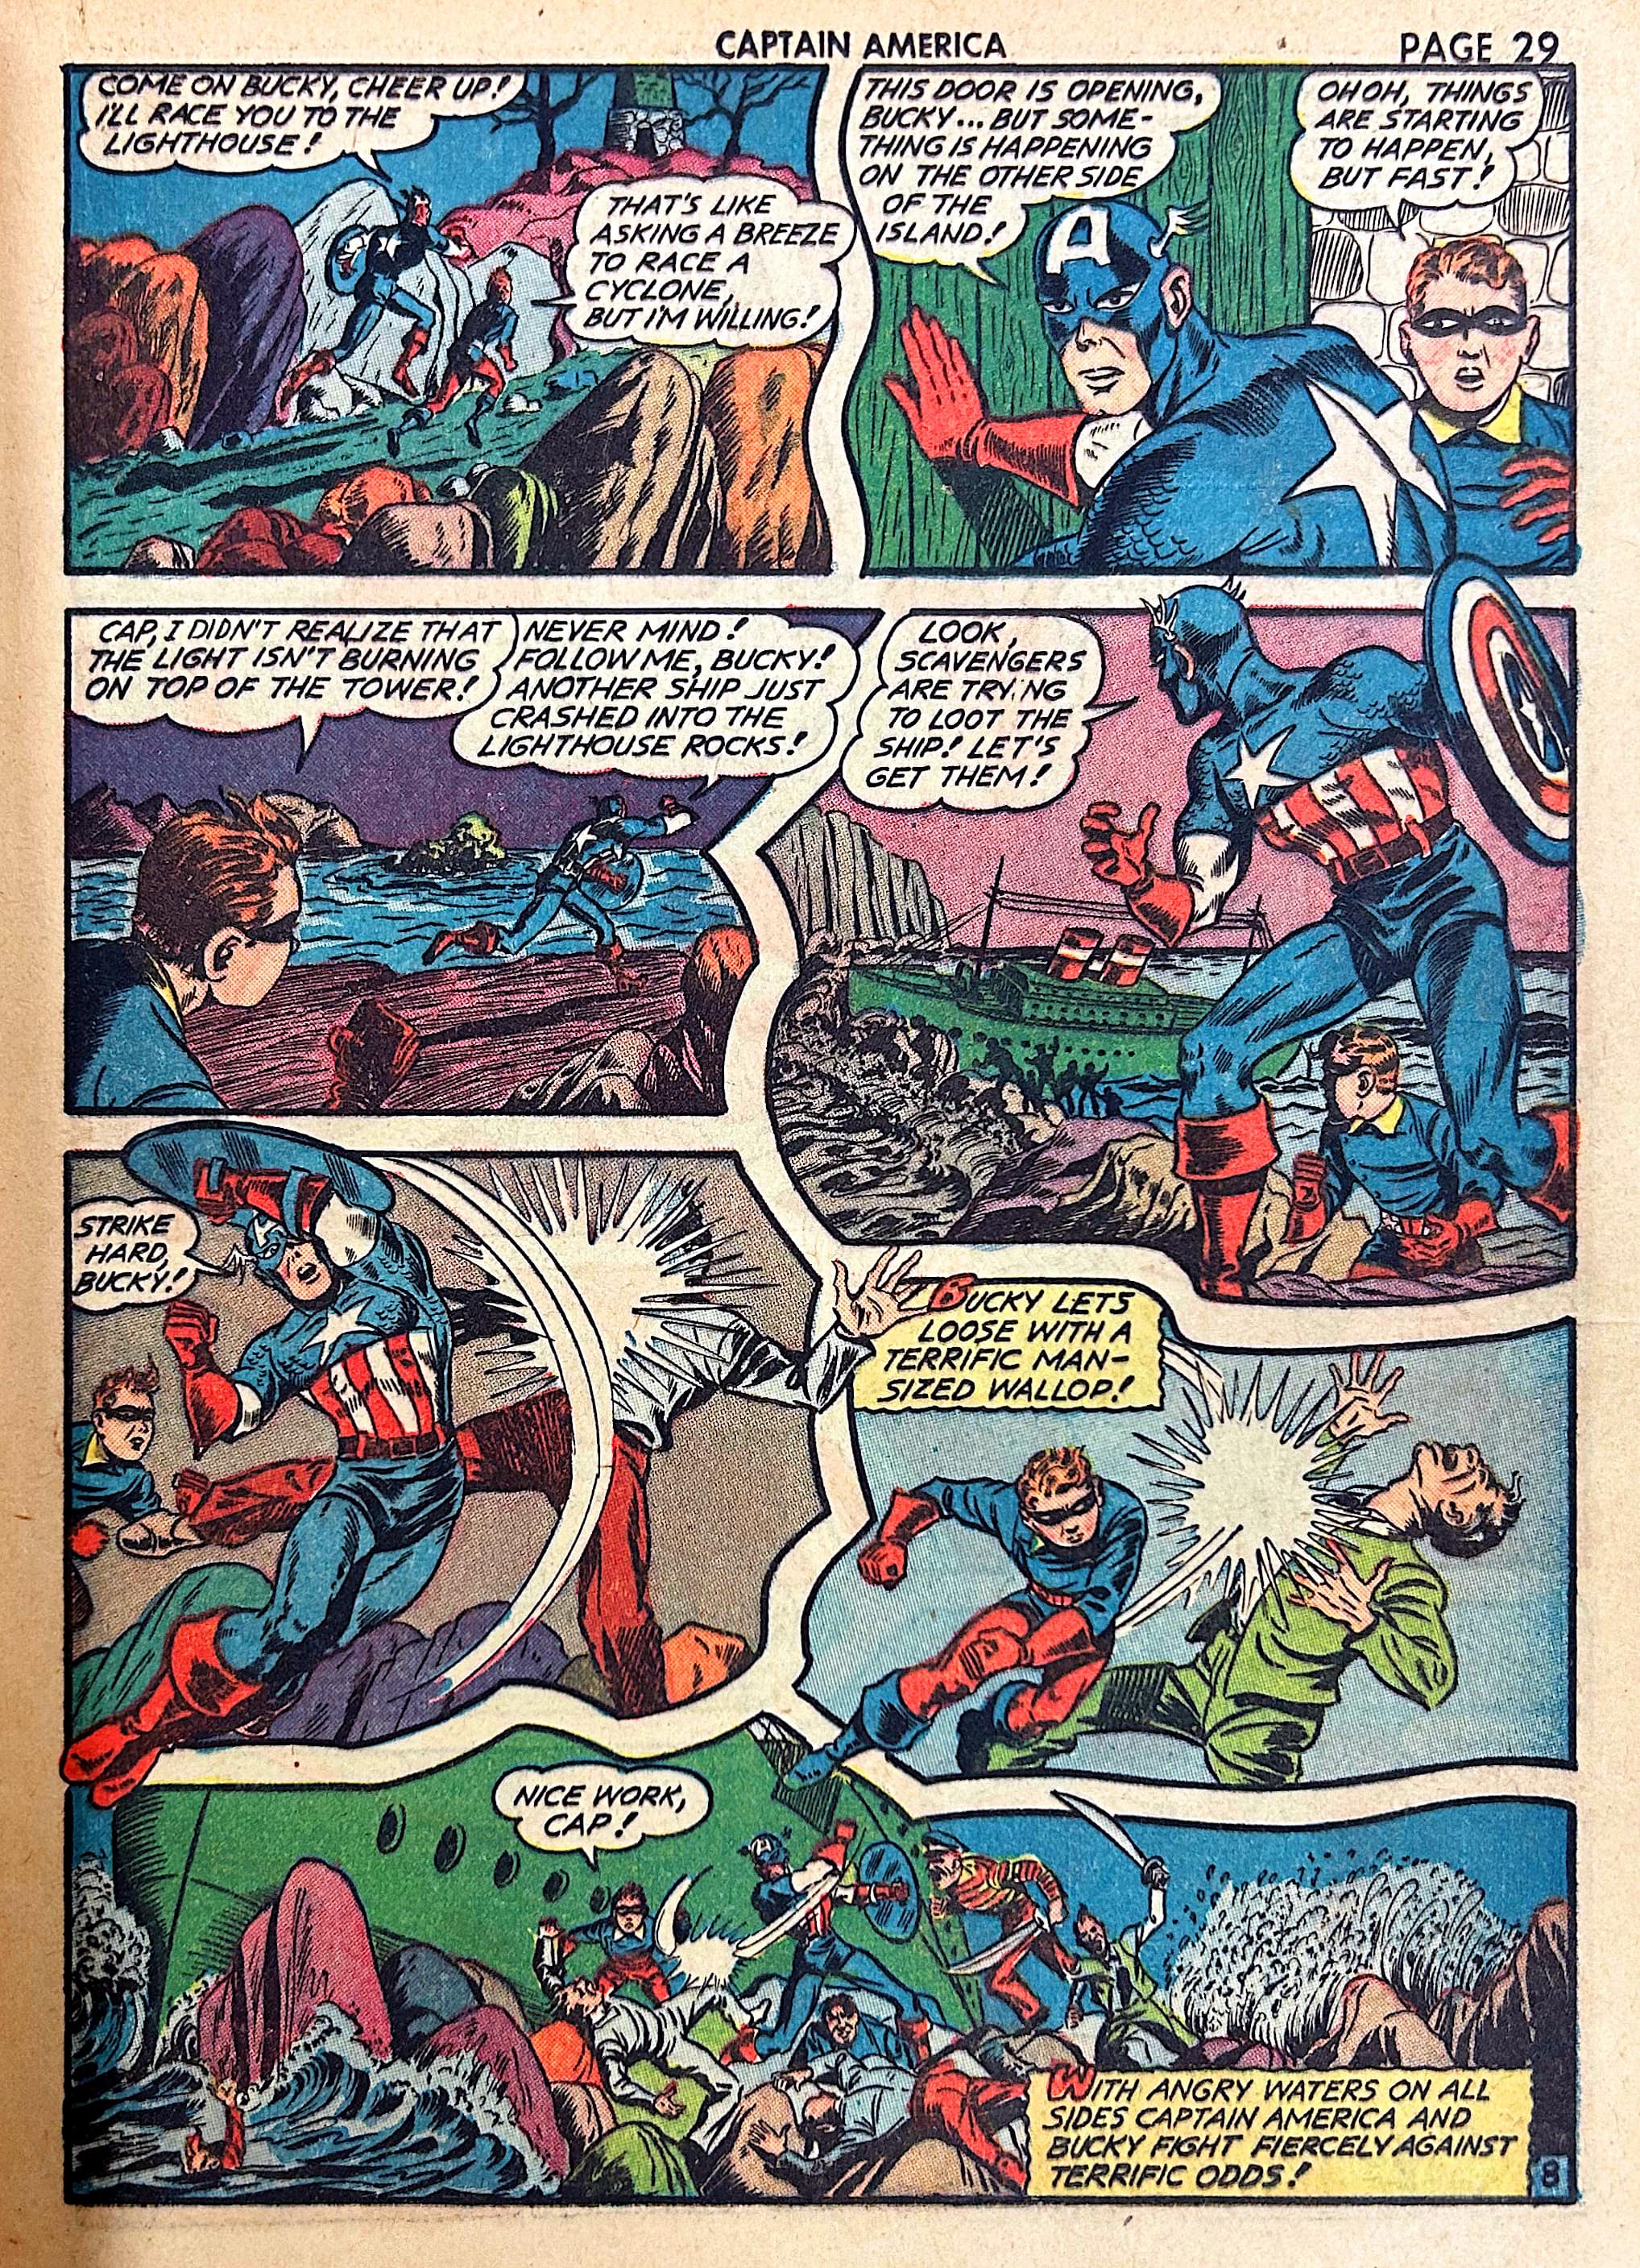 CAPTAIN AMERICA
PAGE 29
COME ON BUCKY, CHEER UP!
I'LL RACE YOU TO THE
LIGHTHOUSE!
THAT'S LIKE
ASKING A BREEZE
TO RACE A
CYCLONE,
BUT I'M WILLING!
THIS DOOR IS OPENING,
BUCKY... BUT SOME-
THING IS HAPPENING
ON THE OTHER SIDE
OF THE
ISLAND!
OH OH, THINGS
ARE STARTING
TO HAPPEN,
BUT FAST!
CAP, I DIDN'T REALIZE THAT
THE LIGHT ISN'T BURNING
ON TOP OF THE TOWER!
NEVER MIND!
FOLLOW ME, BUCKY!
ANOTHER SHIP JUST
CRASHED INTO THE
LIGHTHOUSE ROCKS!
LOOK,
SCAVENGERS
ARE TRYING
TO LOOT THE
SHIP! LET'S
GET THEM!
STRIKE
HARD,
BUCKY!
BUCKY LETS
LOOSE WITH A
TERRIFIC MAN-
SIZED WALLOP!
NICE WORK,
CAP!
WITH ANGRY WATERS ON ALL
SIDES CAPTAIN AMERICA AND
BUCKY FIGHT FIERCELY AGAINST
TERRIFIC ODDS!
8